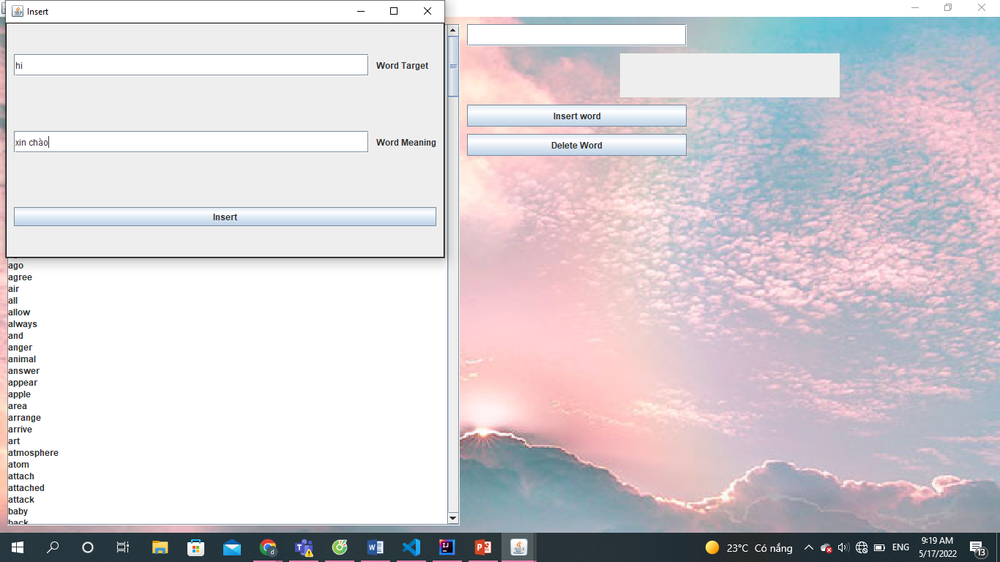 Insert
hi
Word Target
xin chào
Word Meaning
Insert
Insert word
Delete Word
ago
agree
air
all
allow
always
and
anger
animal
answer
appear
apple
area
arrange
arrive
art
atmosphere
atom
attach
attached
attack
baby
back
23°C Có nắng
ENG
9:19 AM
5/17/2022
13